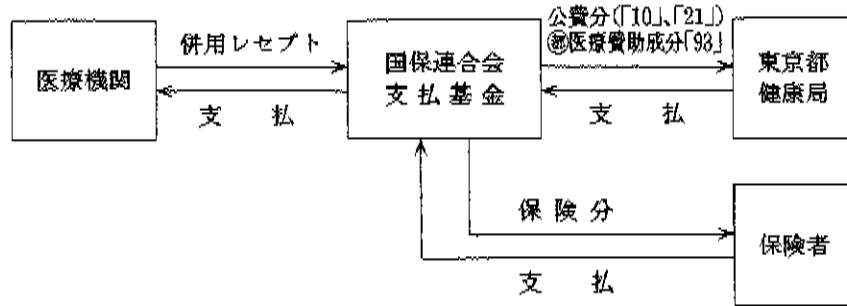 公費分(「10」、「21」)
㊩医療費助成分「93」
併用レセプト
医療機関
国保連合会
支払基金
東京都
健康局
支 払
支 払
保険分
保険者
支 払